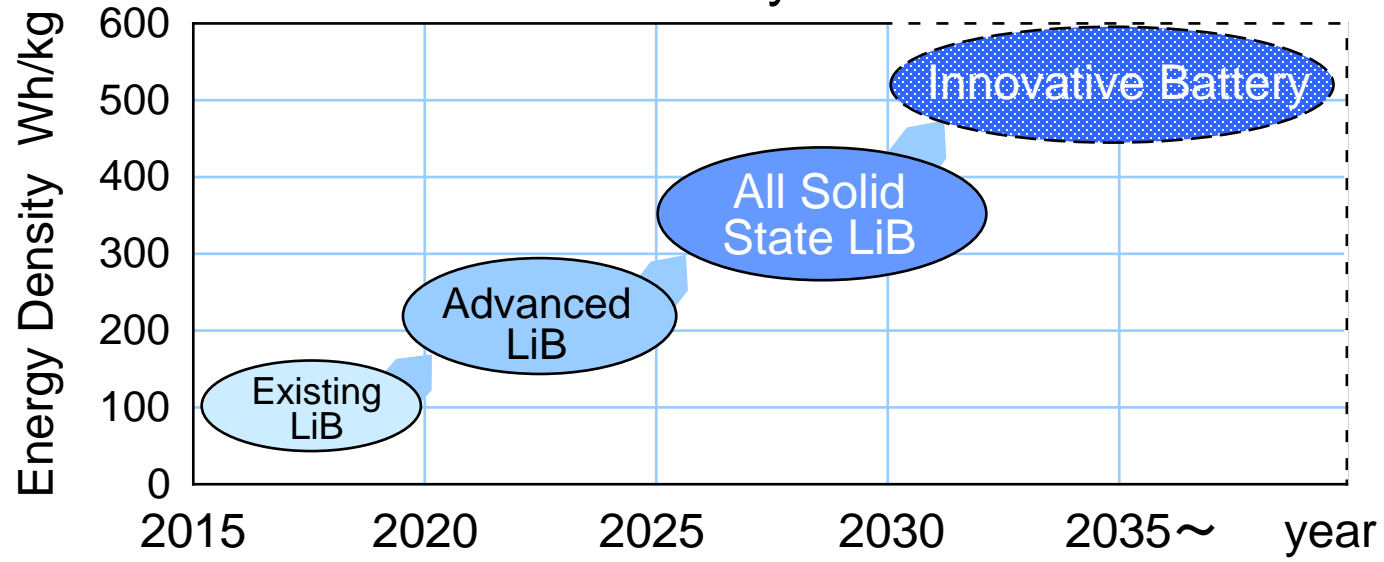 Energy Density Wh/kg
600
500
400
300
200
100
0
Innovative Battery
All Solid
State LiB
Advanced
LiB
Existing
LiB
2015 2020 2025 2030 2035～ year